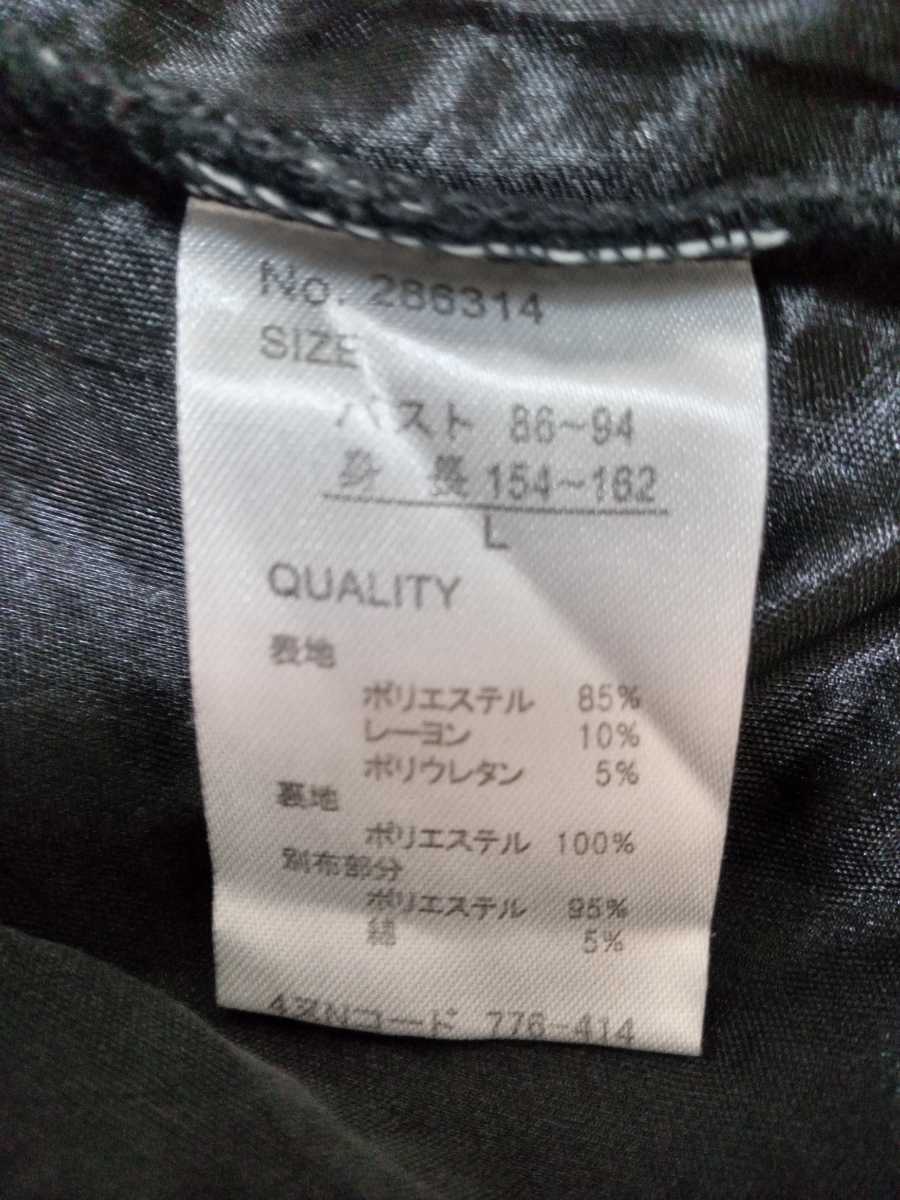 No. 286314
SIZE
バスト 86~94
身長 154~162
L
QUALITY
表地
ポリエステル 85%
レーヨン 10%
ポリウレタン 5%
裏地
ポリエステル 100%
別布部分
ポリエステル 95%
綿 5%
コード 776-414